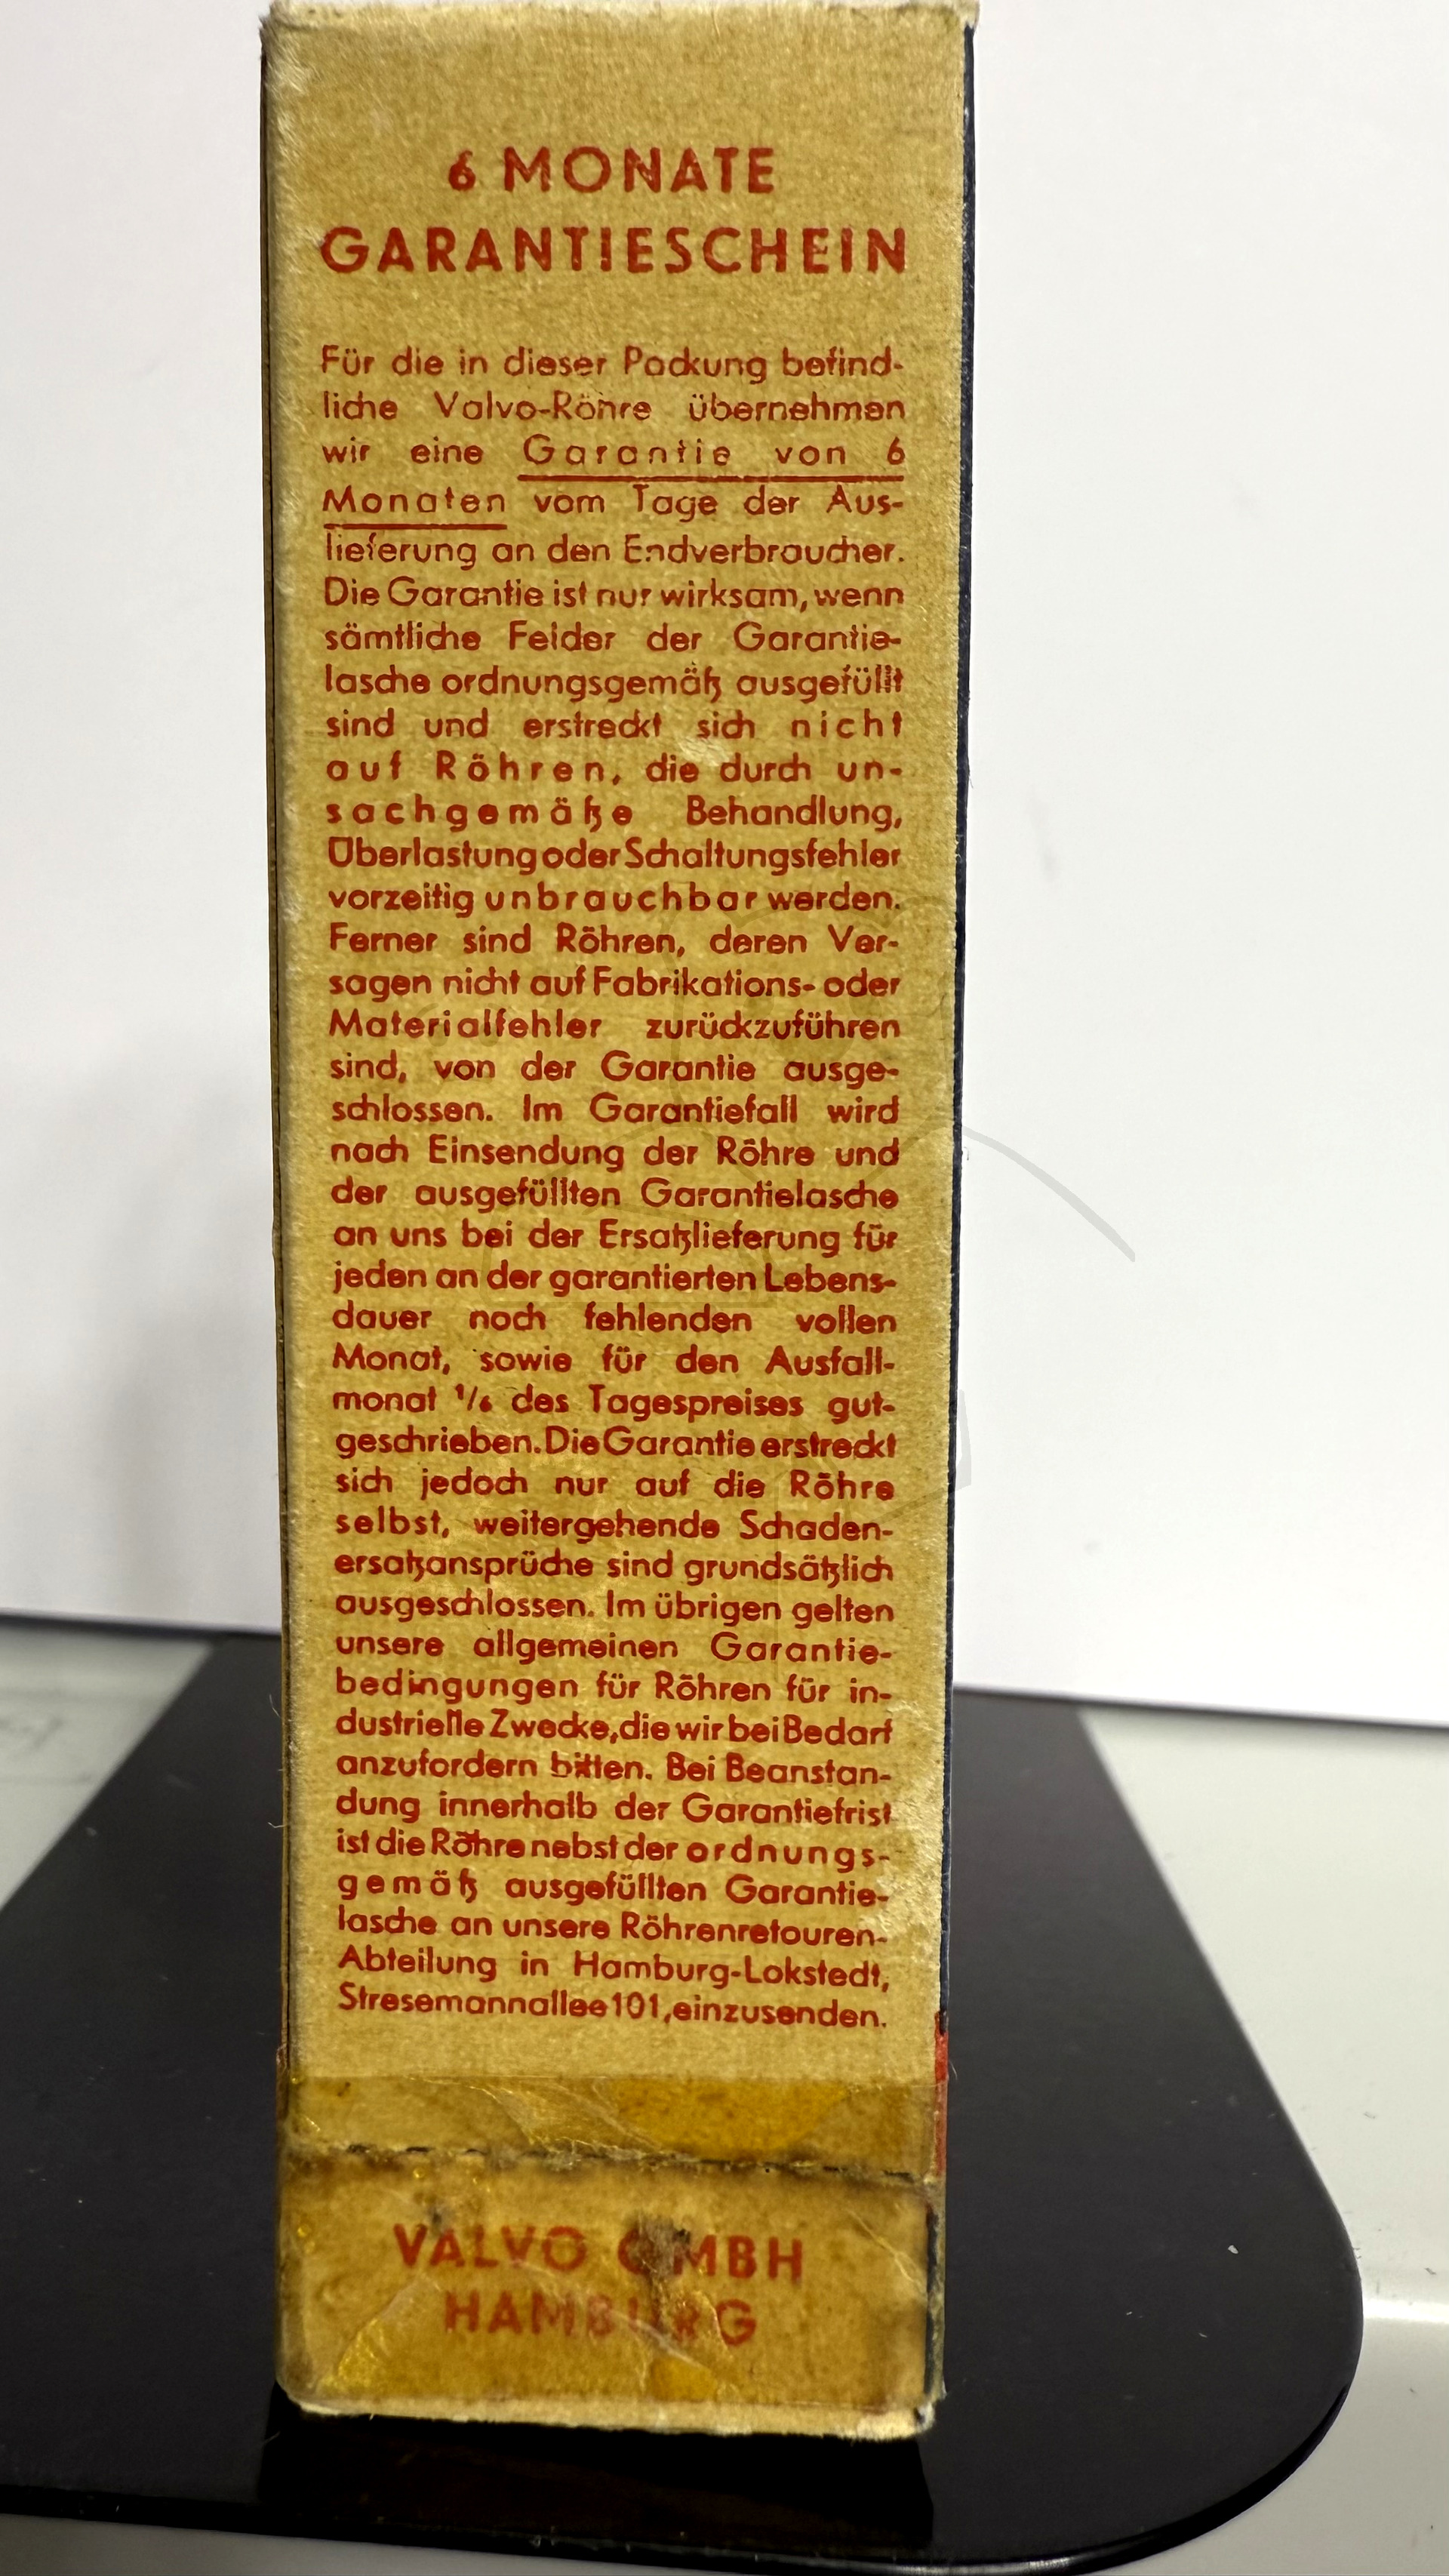 6 MONATE
GARANTIESCHEIN
Für die in dieser Packung befind-
liche Valvo-Röhre übernehmen
wir eine Garantie von 6
Monaten vom Tage der Aus-
lieferung an den Endverbraucher.
Die Garantie ist nur wirksam, wenn
sämtliche Felder der Garantie-
lasche ordnungsgemäß ausgefüllt
sind und erstreckt sich nicht
auf Röhren, die durch un-
sachgemäße Behandlung,
Überlastung oder Schaltungsfehler
vorzeitig unbrauchbar werden.
Ferner sind Röhren, deren Ver-
sagen nicht auf Fabrikations- oder
Materialfehler zurückzuführen
sind, von der Garantie ausge-
schlossen. Im Garantiefall wird
nach Einsendung der Röhre und
der ausgefüllten Garantielasche
an uns bei der Ersatzlieferung für
jeden an der garantierten Lebens-
dauer noch fehlenden vollen
Monat, sowie für den Ausfall-
monat 1/6 des Tagespreises gut-
geschrieben. Die Garantie erstreckt
sich jedoch nur auf die Röhre
selbst, weitergehende Schaden-
ersatzansprüche sind grundsätzlich
ausgeschlossen. Im übrigen gelten
unsere allgemeinen Garantie-
bedingungen für Röhren für in-
dustrielle Zwecke, die wir bei Bedarf
anzufordern bitten. Bei Beanstan-
dung innerhalb der Garantiefrist
ist die Röhre nebst der ordnungs-
gemäß ausgefüllten Garantie-
lasche an unsere Röhrenretouren-
Abteilung in Hamburg-Lokstedt,
Stresemannallee 101, einzusenden.
VALVO GMBH
HAMBURG